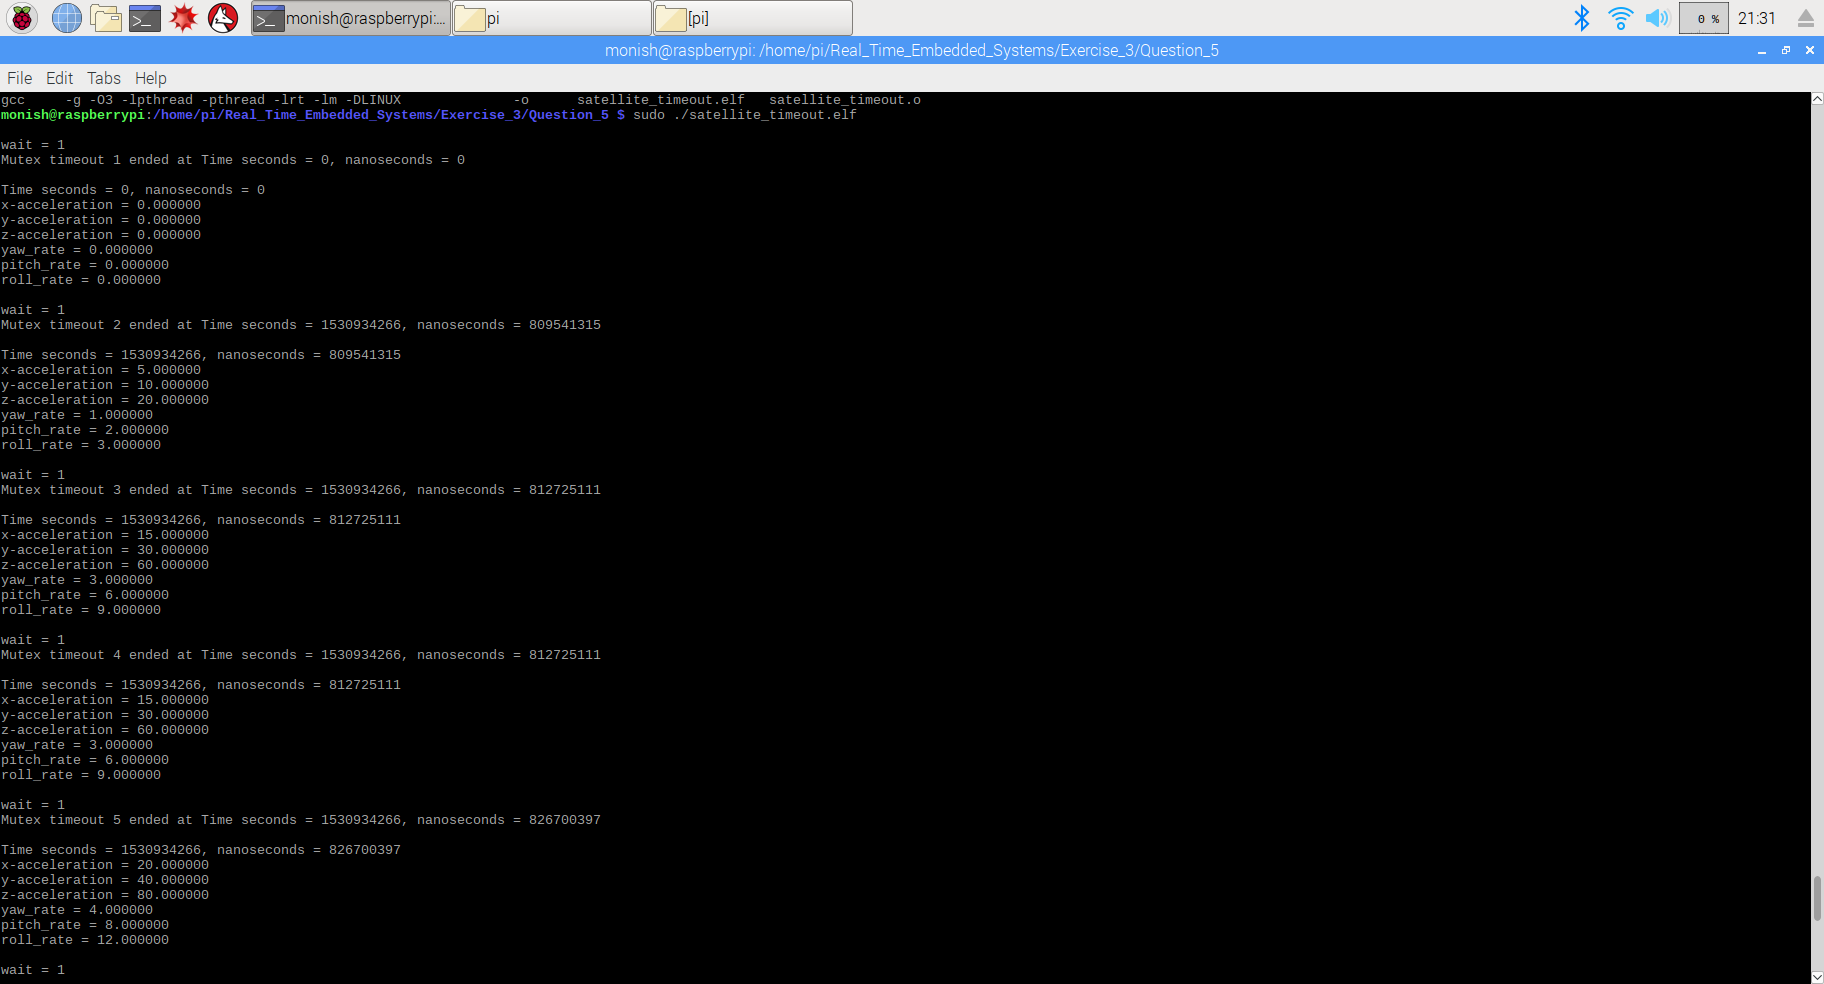 monish@raspberrypi:...
pi
[pi]
0 %
21:31
monish@raspberrypi: /home/pi/Real_Time_Embedded_Systems/Exercise_3/Question_5
File Edit Tabs Help
gcc     -g -O3 -lpthread -pthread -lrt -lm -DLINUX              -o      satellite_timeout.elf   satellite_timeout.o
monish@raspberrypi:/home/pi/Real_Time_Embedded_Systems/Exercise_3/Question_5 $ sudo ./satellite_timeout.elf
wait = 1
Mutex timeout 1 ended at Time seconds = 0, nanoseconds = 0
Time seconds = 0, nanoseconds = 0
x-acceleration = 0.000000
y-acceleration = 0.000000
z-acceleration = 0.000000
yaw_rate = 0.000000
pitch_rate = 0.000000
roll_rate = 0.000000
wait = 1
Mutex timeout 2 ended at Time seconds = 1530934266, nanoseconds = 809541315
Time seconds = 1530934266, nanoseconds = 809541315
x-acceleration = 5.000000
y-acceleration = 10.000000
z-acceleration = 20.000000
yaw_rate = 1.000000
pitch_rate = 2.000000
roll_rate = 3.000000
wait = 1
Mutex timeout 3 ended at Time seconds = 1530934266, nanoseconds = 812725111
Time seconds = 1530934266, nanoseconds = 812725111
x-acceleration = 15.000000
y-acceleration = 30.000000
z-acceleration = 60.000000
yaw_rate = 3.000000
pitch_rate = 6.000000
roll_rate = 9.000000
wait = 1
Mutex timeout 4 ended at Time seconds = 1530934266, nanoseconds = 812725111
Time seconds = 1530934266, nanoseconds = 812725111
x-acceleration = 15.000000
y-acceleration = 30.000000
z-acceleration = 60.000000
yaw_rate = 3.000000
pitch_rate = 6.000000
roll_rate = 9.000000
wait = 1
Mutex timeout 5 ended at Time seconds = 1530934266, nanoseconds = 826700397
Time seconds = 1530934266, nanoseconds = 826700397
x-acceleration = 20.000000
y-acceleration = 40.000000
z-acceleration = 80.000000
yaw_rate = 4.000000
pitch_rate = 8.000000
roll_rate = 12.000000
wait = 1